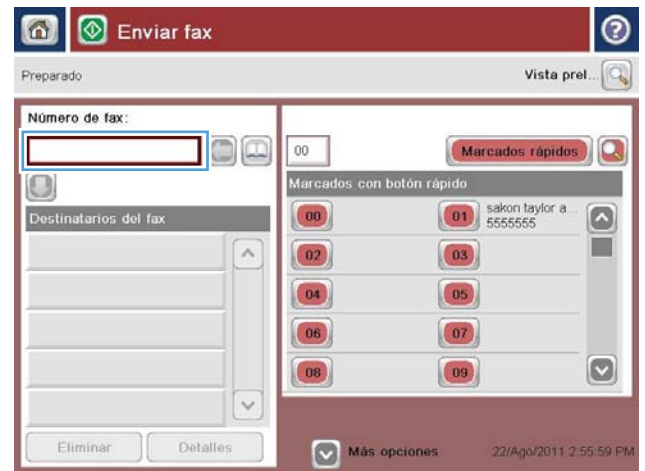 Enviar fax
Preparado
Vista prel...
Número de fax:
00
Marcados rápidos
Marcados con botón rápido
Destinatarios del fax
00
01 sakon taylor a...
5555555
02
03
04
05
06
07
08
09
Eliminar
Detalles
Más opciones
22/Ago/2011 2:55:59 PM